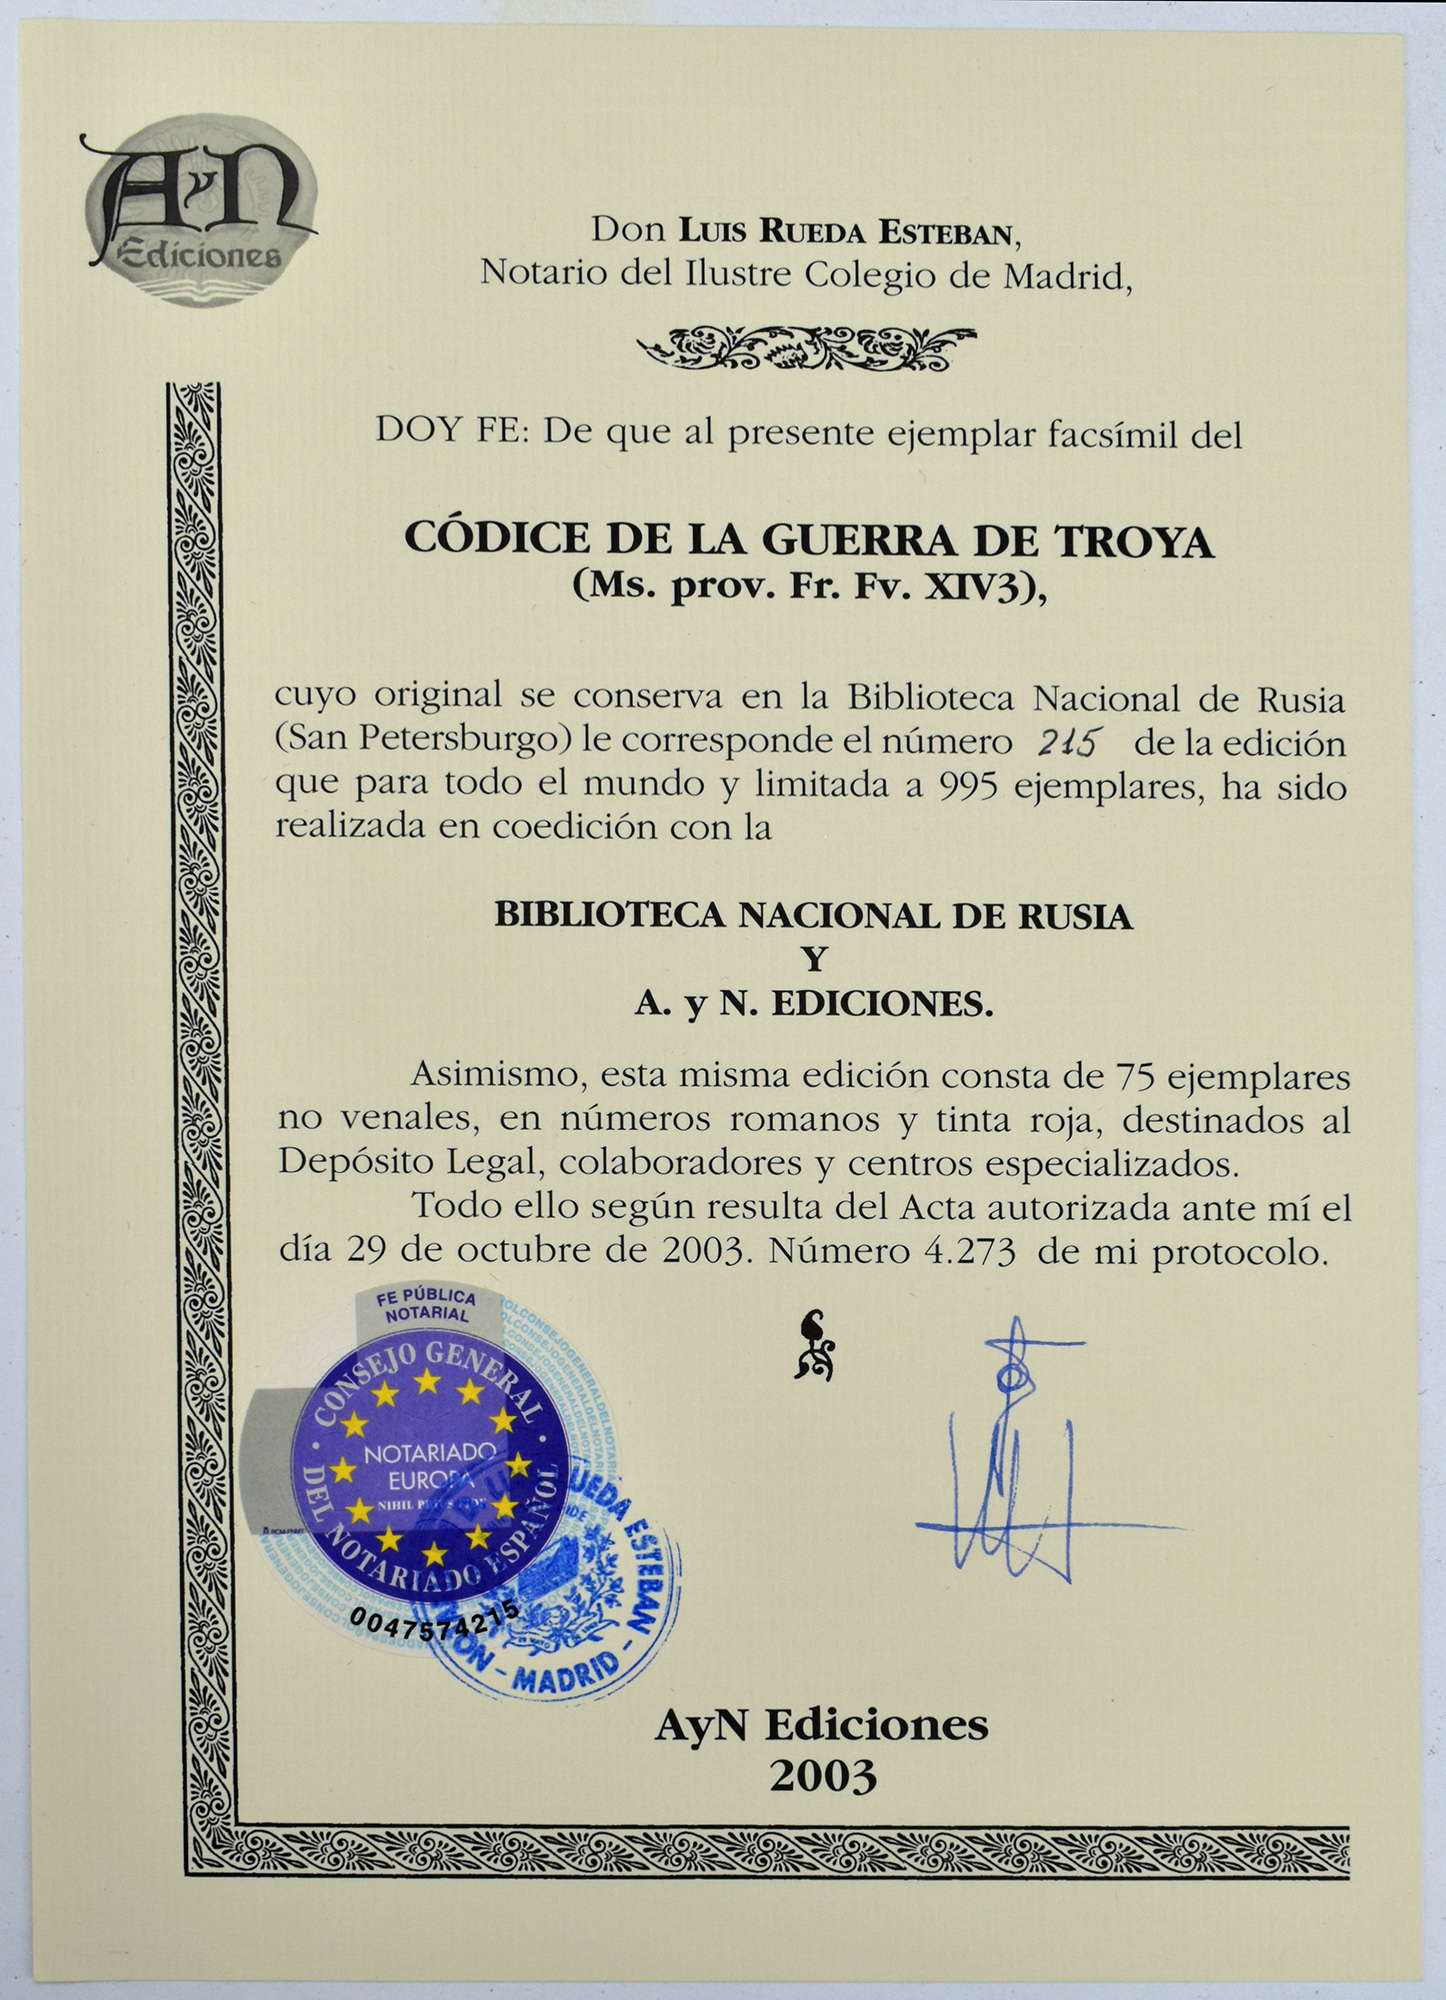 AyN
Ediciones
Don LUIS RUEDA ESTEBAN,
Notario del Ilustre Colegio de Madrid,
DOY FE: De que al presente ejemplar facsímil del
CÓDICE DE LA GUERRA DE TROYA
(Ms. prov. Fr. Fv. XIV3),
cuyo original se conserva en la Biblioteca Nacional de Rusia
(San Petersburgo) le corresponde el número 215 de la edición
que para todo el mundo y limitada a 995 ejemplares, ha sido
realizada en coedición con la
BIBLIOTECA NACIONAL DE RUSIA
Y
A. y N. EDICIONES.
Asimismo, esta misma edición consta de 75 ejemplares
no venales, en números romanos y tinta roja, destinados al
Depósito Legal, colaboradores y centros especializados.
Todo ello según resulta del Acta autorizada ante mí el
día 29 de octubre de 2003. Número 4.273 de mi protocolo.
FE PÚBLICA
NOTARIAL
CONSEJO GENERAL
DEL NOTARIADO ESPAÑOL
NOTARIADO
EUROPA
NIHIL
0047574215
RUEDA ESTEBAN - MADRID -
AyN Ediciones
2003